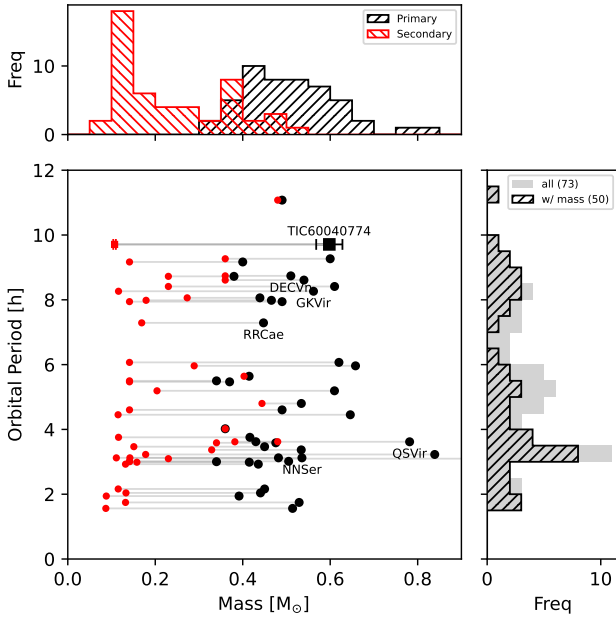 Freq
10
0
Primary
Secondary
12
10
8
6
4
2
0
Orbital Period [h]
TIC60040774
DECVn
GKVir
RRCae
QSVir
NNSer
0.0 0.2 0.4 0.6 0.8
Mass [M⊙]
all (73)
w/ mass (50)
0 10
Freq